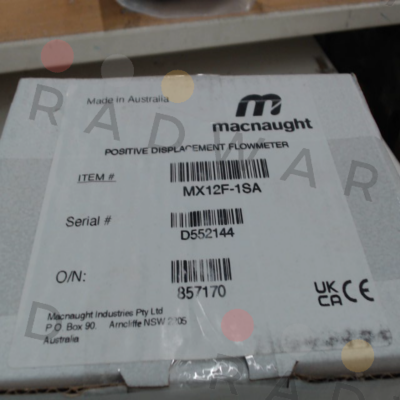 Made in Australia
macnaught
POSITIVE DISPLACEMENT FLOWMETER
ITEM #
MX12F-1SA
Serial #
D552144
O/N:
857170
Macnaught Industries Pty Ltd
P.O. Box 90. Arncliffe NSW 2205
Australia
UK
CA CE
RADWAR